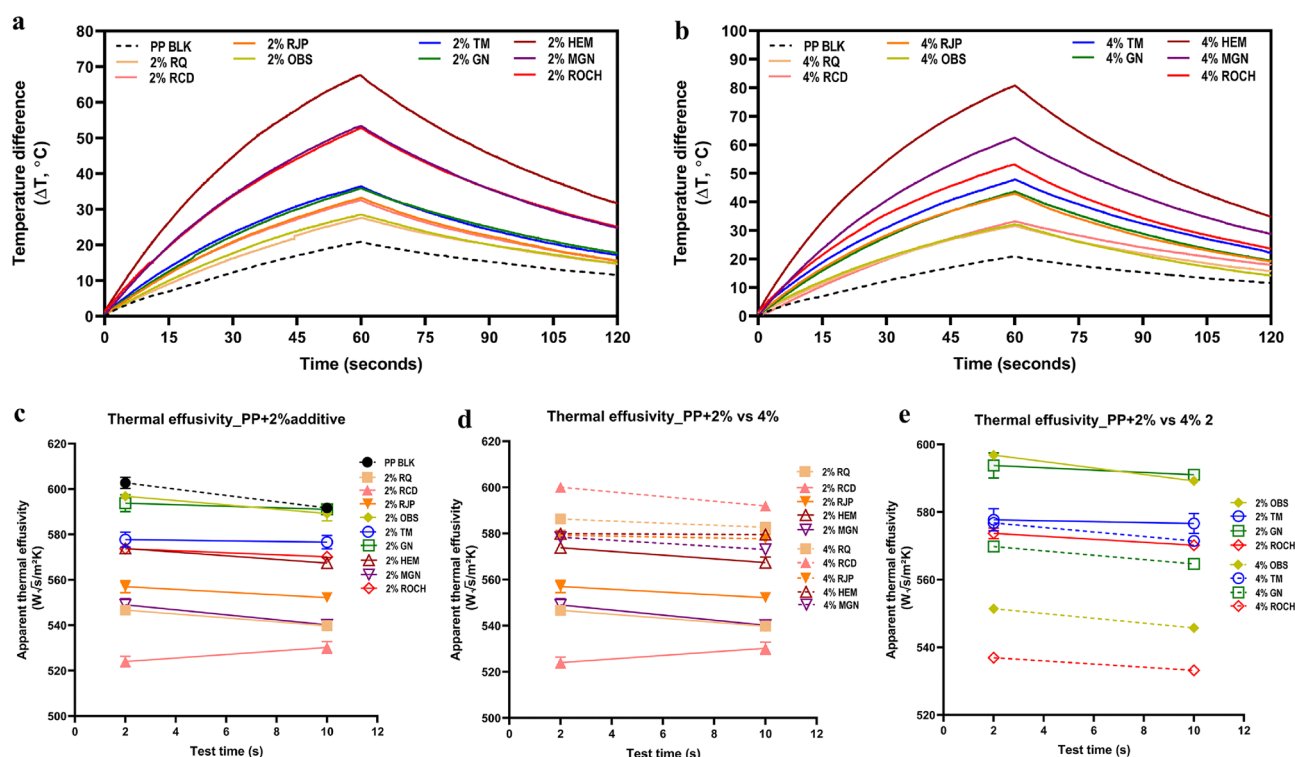 a
Temperature difference
(ΔT, °C)
80
70
60
50
40
30
20
10
0
PP BLK
2% RQ
2% RCD
2% RJP
2% OBS
2% TM
2% GN
2% HEM
2% MGN
2% ROCH
0 15 30 45 60 75 90 105 120
Time (seconds)
b
Temperature difference
(ΔT, °C)
100
90
80
70
60
50
40
30
20
10
0
PP BLK
4% RQ
4% RCD
4% RJP
4% OBS
4% TM
4% GN
4% HEM
4% MGN
4% ROCH
0 15 30 45 60 75 90 105 120
Time (seconds)
c
Thermal effusivity_PP+2%additive
Apparent thermal effusivity
(W√s/m²K)
620
600
580
560
540
520
500
PP BLK
2% RQ
2% RCD
2% RJP
2% OBS
2% TM
2% GN
2% HEM
2% MGN
2% ROCH
0 2 4 6 8 10 12
Test time (s)
d
Thermal effusivity_PP+2% vs 4%
Apparent thermal effusivity
(W√s/m²K)
620
600
580
560
540
520
500
2% RQ
2% RCD
2% RJP
2% HEM
2% MGN
4% RQ
4% RCD
4% RJP
4% HEM
4% MGN
0 2 4 6 8 10 12
Test time (s)
e
Thermal effusivity_PP+2% vs 4% 2
Apparent thermal effusivity
(W√s/m²K)
600
580
560
540
520
2% OBS
2% TM
2% GN
2% ROCH
4% OBS
4% TM
4% GN
4% ROCH
0 2 4 6 8 10 12
Test time (s)